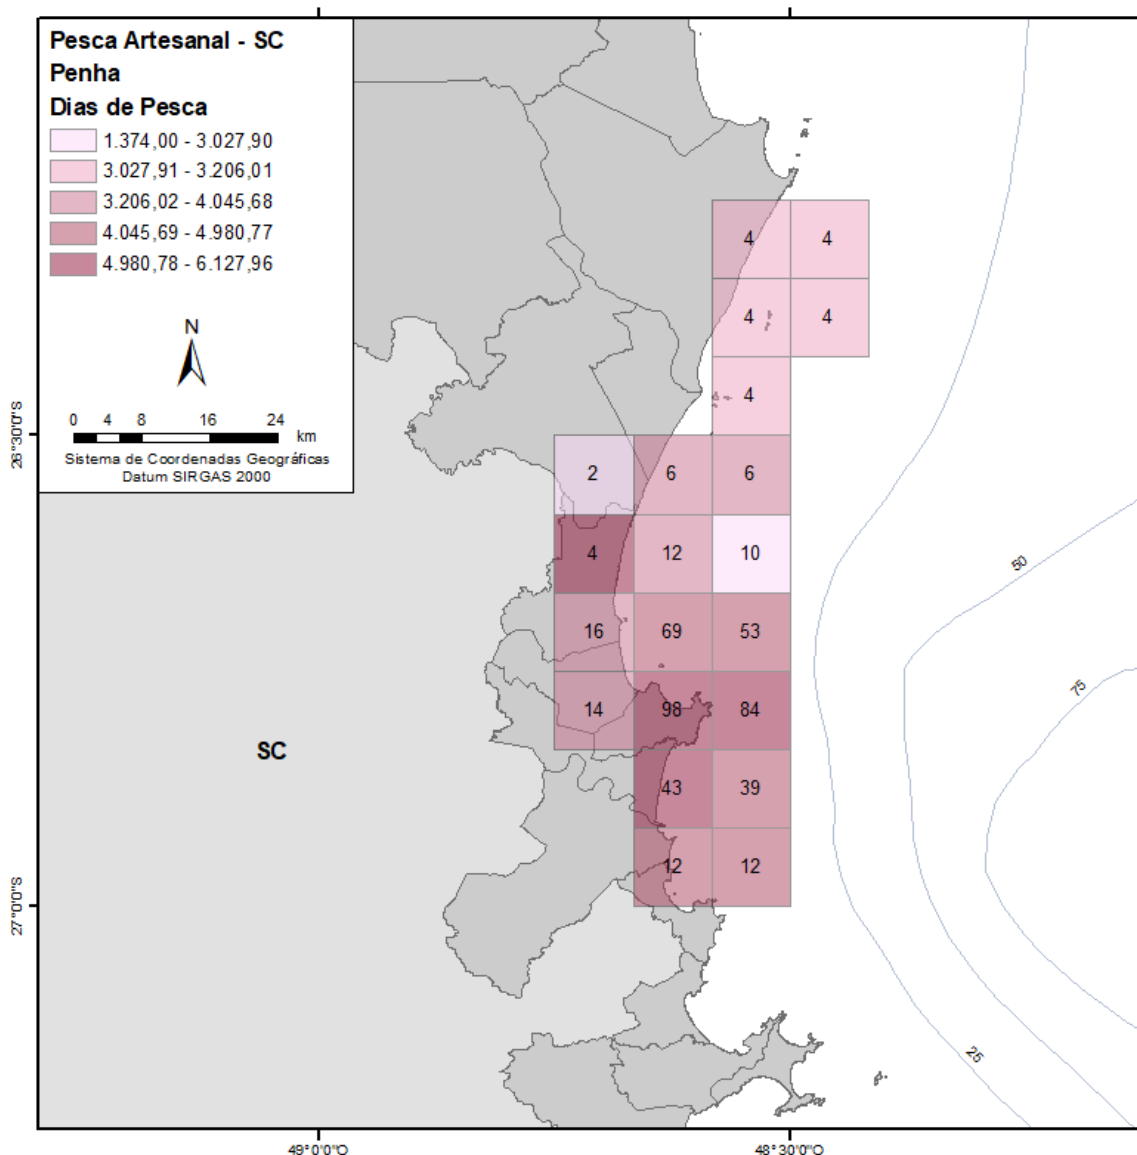 Pesca Artesanal - SC
Penha
Dias de Pesca
1.374,00 - 3.027,90
3.027,91 - 3.206,01
3.206,02 - 4.045,68
4.045,69 - 4.980,77
4.980,78 - 6.127,96
N
0 4 8 16 24
km
Sistema de Coordenadas Geográficas
Datum SIRGAS 2000
4 4
4 4
4
26°30'0"S
2 6 6
4 12 10
50
16 69 53
75
14 98 84
SC
43 39
12 12
27°0'0"S
25
49°0'0"O 48°30'0"O